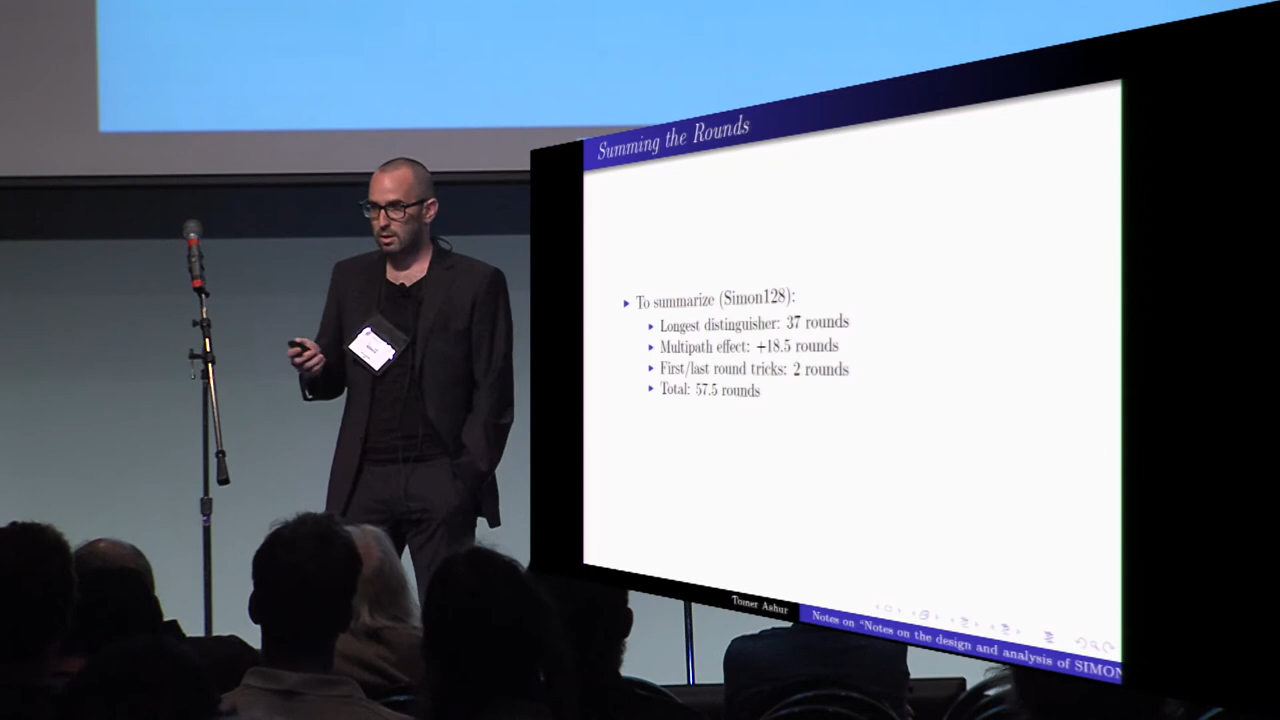 Summing the Rounds
To summarize (Simon128):
Longest distinguisher: 37 rounds
Multipath effect: +18.5 rounds
First/last round tricks: 2 rounds
Total: 57.5 rounds
Tomer Ashur
Notes on "Notes on the design and analysis of SIMON